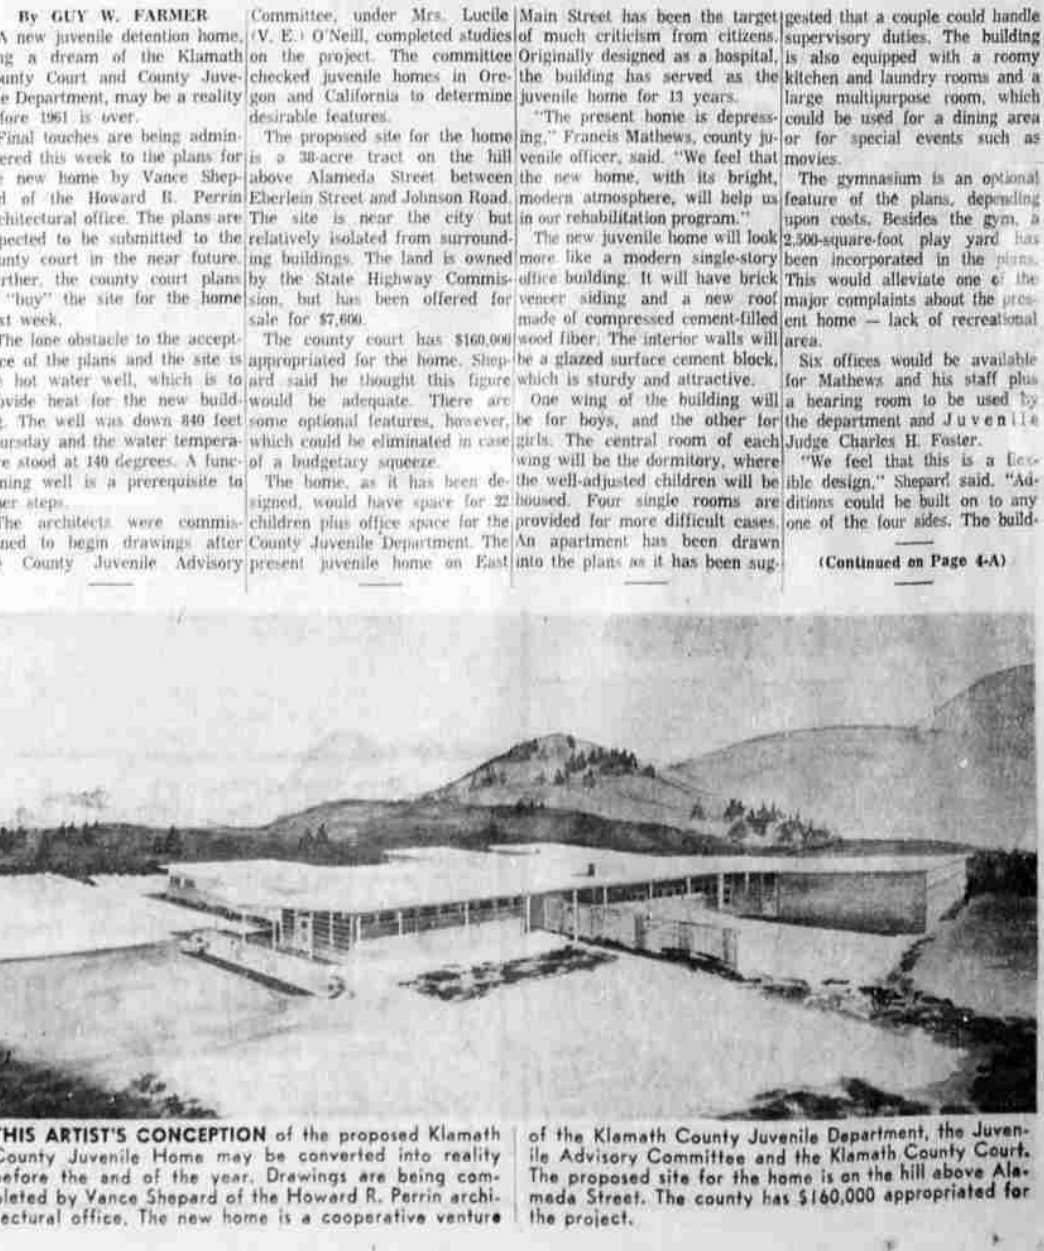 By GUY W. FARMER
A new juvenile detention home,
ng a dream of the Klamath
unty Court and County Juve-
e Department, may be a reality
fore 1961 is over.
Final touches are being admin-
ered this week to the plans for
new home by Vance Shep-
d of the Howard R. Perrin
chitectural office. The plans are
pected to be submitted to the
unty court in the near future.
rther, the county court plans
"buy" the site for the home
xt week.
The lone obstacle to the accept-
ce of the plans and the site is
hot water well, which is to
ovide heat for the new build-
g. The well was down 840 feet
ursday and the water tempera-
e stood at 140 degrees. A func-
ning well is a prerequisite to
er steps.
The architects were commis-
ned to begin drawings after
County Juvenile Advisory
Committee, under Mrs. Lucile
(V. E.) O'Neill, completed studies
on the project. The committee
checked juvenile homes in Ore-
gon and California to determine
desirable features.
The proposed site for the home
is a 38-acre tract on the hill
above Alameda Street between
Eberlein Street and Johnson Road.
The site is near the city but
relatively isolated from surround-
ing buildings. The land is owned
by the State Highway Commis-
sion, but has been offered for
sale for $7,600.
The county court has $160,000
appropriated for the home. Shep-
ard said he thought this figure
would be adequate. There are
some optional features, however,
which could be eliminated in case
of a budgetary squeeze.
The home, as it has been de-
signed, would have space for 22
children plus office space for the
County Juvenile Department. The
present juvenile home on East
Main Street has been the target
of much criticism from citizens.
Originally designed as a hospital,
the building has served as the
juvenile home for 13 years.
"The present home is depress-
ing," Francis Mathews, county ju-
venile officer, said. "We feel that
the new home, with its bright,
modern atmosphere, will help us
in our rehabilitation program."
The new juvenile home will look
more like a modern single-story
office building. It will have brick
veneer siding and a new roof
made of compressed cement-filled
wood fiber. The interior walls will
be a glazed surface cement block,
which is sturdy and attractive.
One wing of the building will
be for boys, and the other for
girls. The central room of each
wing will be the dormitory, where
the well-adjusted children will be
housed. Four single rooms are
provided for more difficult cases.
An apartment has been drawn
into the plans as it has been sug-
gested that a couple could handle
supervisory duties. The building
is also equipped with a roomy
kitchen and laundry rooms and a
large multipurpose room, which
could be used for a dining area
or for special events such as
movies.
The gymnasium is an optional
feature of the plans, depending
upon costs. Besides the gym, a
2,500-square-foot play yard has
been incorporated in the plans.
This would alleviate one of the
major complaints about the pres-
ent home — lack of recreational
area.
Six offices would be available
for Mathews and his staff plus
a hearing room to be used by
the department and Juvenile
Judge Charles H. Foster.
"We feel that this is a flex-
ible design," Shepard said. "Ad-
ditions could be built on to any
one of the four sides. The build-
(Continued on Page 4-A)
THIS ARTIST'S CONCEPTION of the proposed Klamath
County Juvenile Home may be converted into reality
efore the end of the year. Drawings are being com-
leted by Vance Shepard of the Howard R. Perrin archi-
ectural office. The new home is a cooperative venture
of the Klamath County Juvenile Department, the Juven-
ile Advisory Committee and the Klamath County Court.
The proposed site for the home is on the hill above Ala-
meda Street. The county has $160,000 appropriated for
the project.